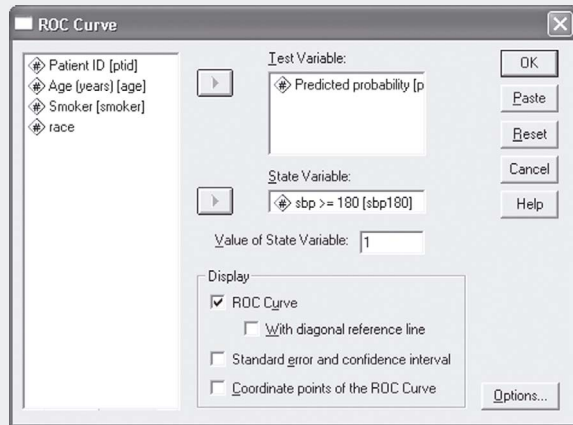 ROC Curve
Patient ID [ptid]
Age (years) [age]
Smoker [smoker]
race
Test Variable:
Predicted probability [p
State Variable:
sbp >= 180 [sbp180]
Value of State Variable: 1
Display
ROC Curve
With diagonal reference line
Standard error and confidence interval
Coordinate points of the ROC Curve
OK
Paste
Reset
Cancel
Help
Options...